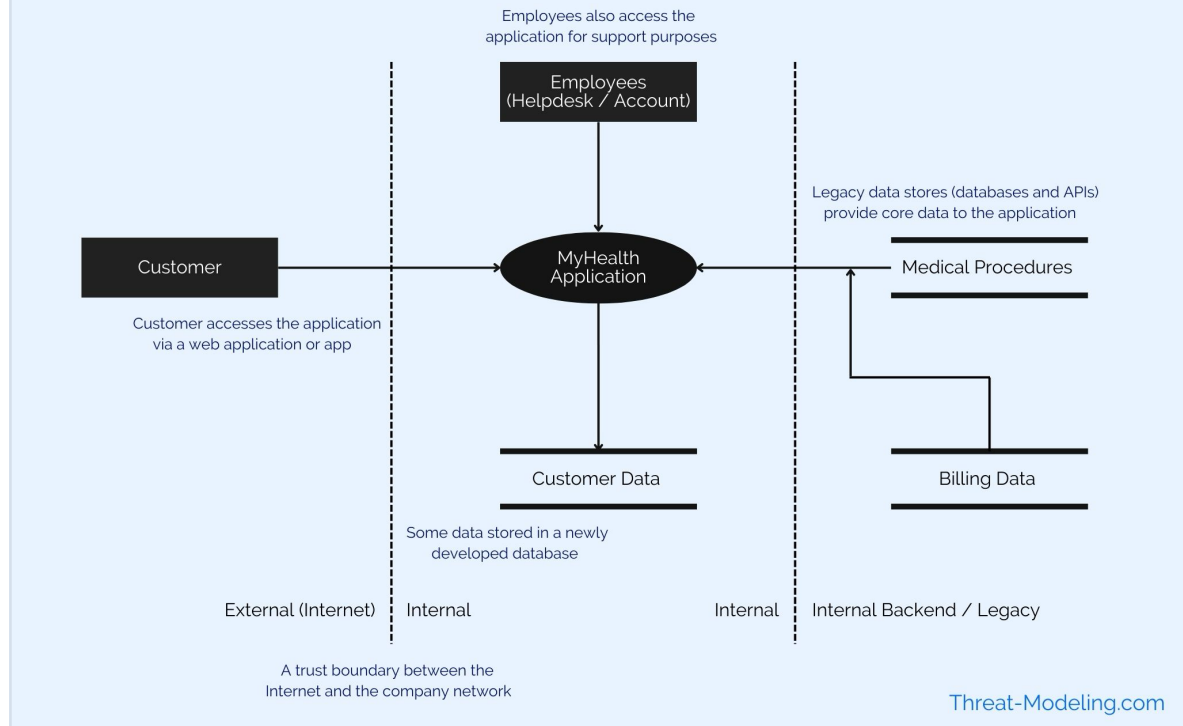 Employees also access the
application for support purposes
Employees
(Helpdesk / Account)
Legacy data stores (databases and APIs)
provide core data to the application
Customer
MyHealth
Application
Medical Procedures
Customer accesses the application
via a web application or app
Customer Data
Billing Data
Some data stored in a newly
developed database
External (Internet)
Internal
Internal
Internal Backend / Legacy
A trust boundary between the
Internet and the company network
Threat-Modeling.com